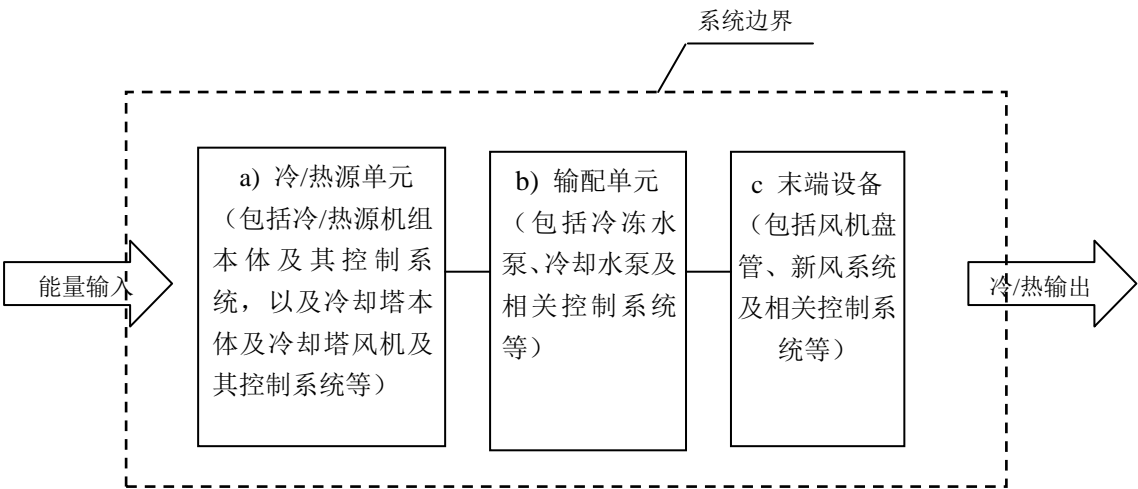 系统边界
能量输入
a) 冷/热源单元
（包括冷/热源机组
本体及其控制系
统，以及冷却塔本
体及冷却塔风机及
其控制系统等）
b) 输配单元
（包括冷冻水
泵、冷却水泵及
相关控制系统
等）
c 末端设备
（包括风机盘
管、新风系统
及相关控制系
统等）
冷/热输出